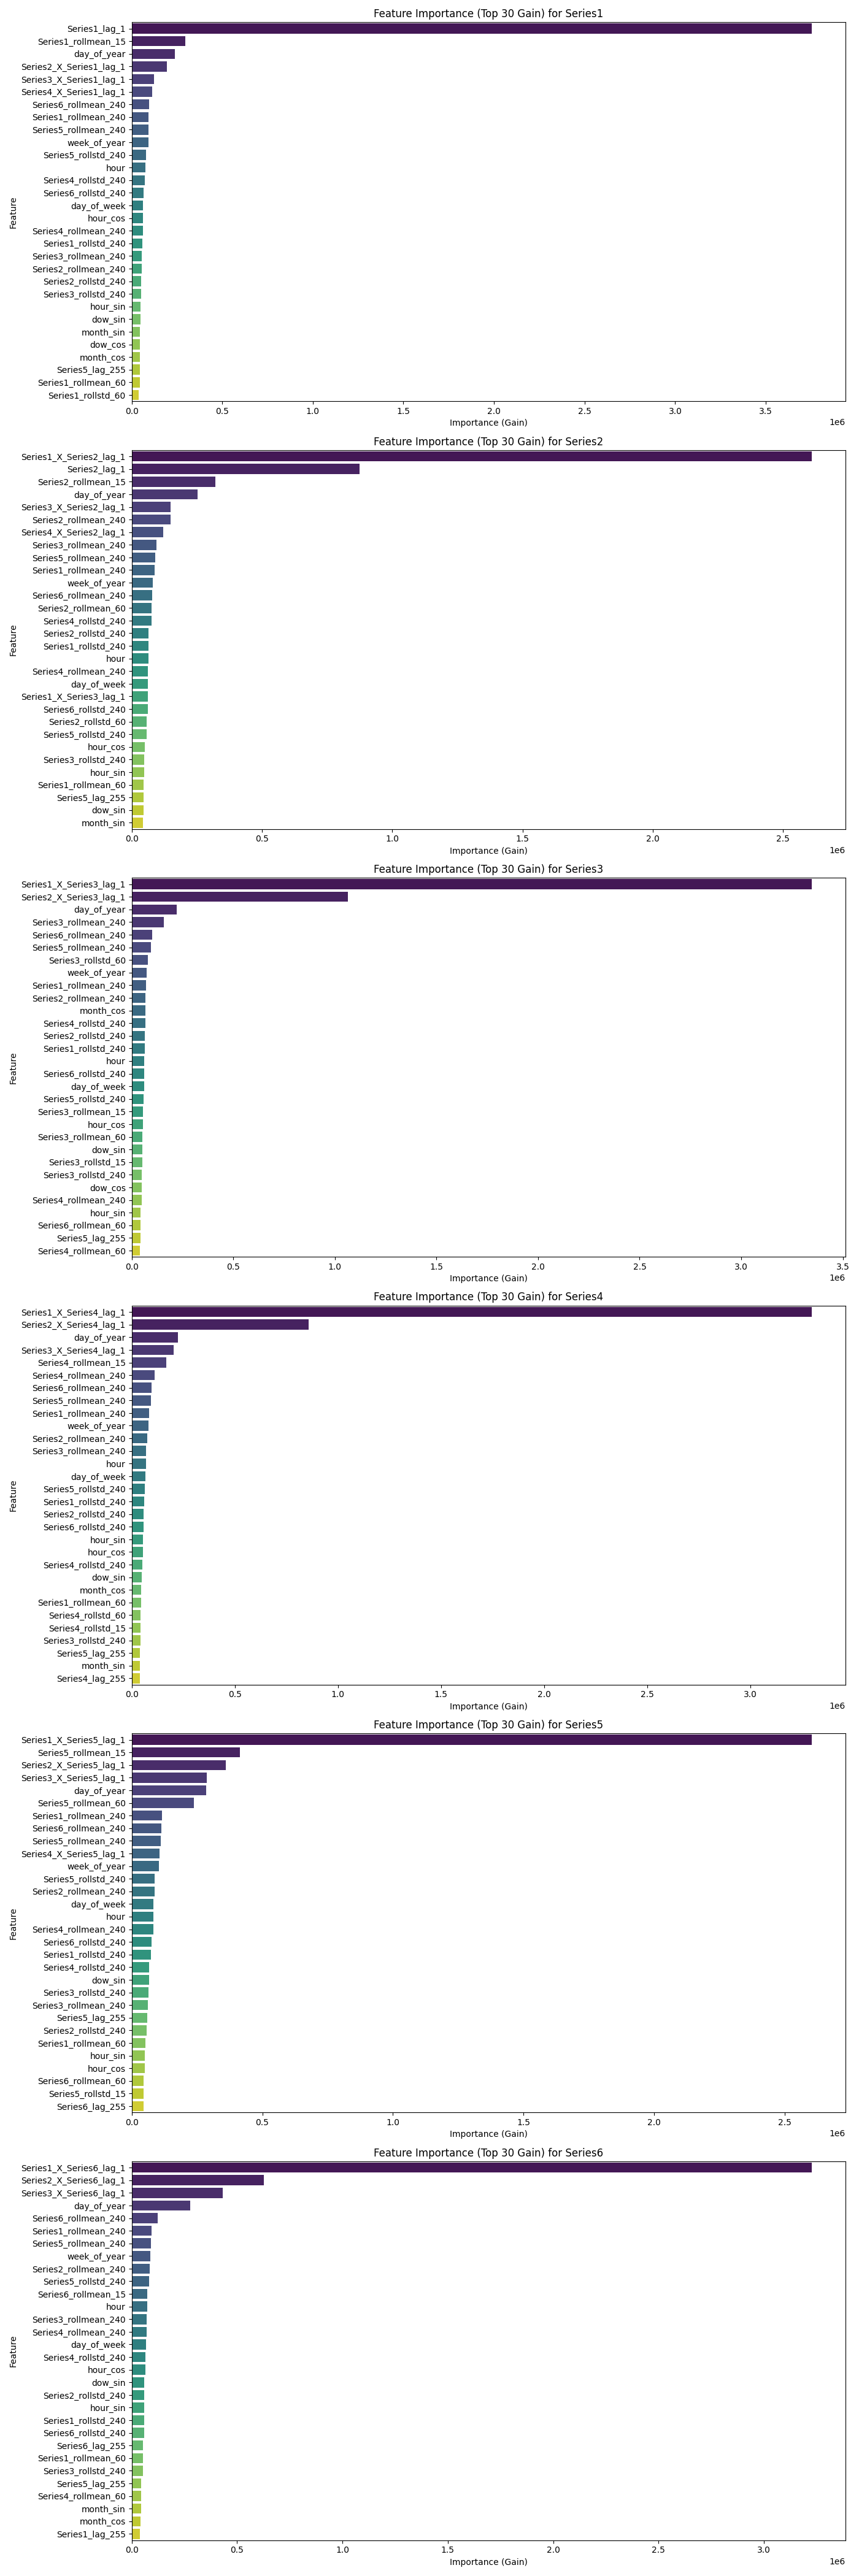 Feature Importance (Top 30 Gain) for Series1
Series1_lag_1
Series1_rollmean_15
day_of_year
Series2_X_Series1_lag_1
Series3_X_Series1_lag_1
Series4_X_Series1_lag_1
Series6_rollmean_240
Series1_rollmean_240
Series5_rollmean_240
week_of_year
Series5_rollstd_240
hour
Series4_rollstd_240
Series6_rollstd_240
day_of_week
hour_cos
Series4_rollmean_240
Series1_rollstd_240
Series3_rollmean_240
Series2_rollmean_240
Series2_rollstd_240
Series3_rollstd_240
hour_sin
dow_sin
month_sin
dow_cos
month_cos
Series5_lag_255
Series1_rollmean_60
Series1_rollstd_60
Feature
0.0 0.5 1.0 1.5 2.0 2.5 3.0 3.5
1e6
Importance (Gain)
Feature Importance (Top 30 Gain) for Series2
Series1_X_Series2_lag_1
Series2_lag_1
Series2_rollmean_15
day_of_year
Series3_X_Series2_lag_1
Series2_rollmean_240
Series4_X_Series2_lag_1
Series3_rollmean_240
Series5_rollmean_240
Series1_rollmean_240
week_of_year
Series6_rollmean_240
Series2_rollmean_60
Series4_rollstd_240
Series2_rollstd_240
Series1_rollstd_240
hour
Series4_rollmean_240
day_of_week
Series1_X_Series3_lag_1
Series6_rollstd_240
Series2_rollstd_60
Series5_rollstd_240
hour_cos
Series3_rollstd_240
hour_sin
Series1_rollmean_60
Series5_lag_255
dow_sin
month_sin
Feature
0.0 0.5 1.0 1.5 2.0 2.5
1e6
Importance (Gain)
Feature Importance (Top 30 Gain) for Series3
Series1_X_Series3_lag_1
Series2_X_Series3_lag_1
day_of_year
Series3_rollmean_240
Series6_rollmean_240
Series5_rollmean_240
Series3_rollstd_60
week_of_year
Series1_rollmean_240
Series2_rollmean_240
month_cos
Series4_rollstd_240
Series2_rollstd_240
Series1_rollstd_240
hour
Series6_rollstd_240
day_of_week
Series5_rollstd_240
Series3_rollmean_15
hour_cos
Series3_rollmean_60
dow_sin
Series3_rollstd_15
Series3_rollstd_240
dow_cos
Series4_rollmean_240
hour_sin
Series6_rollmean_60
Series5_lag_255
Series4_rollmean_60
Feature
0.0 0.5 1.0 1.5 2.0 2.5 3.0 3.5
1e6
Importance (Gain)
Feature Importance (Top 30 Gain) for Series4
Series1_X_Series4_lag_1
Series2_X_Series4_lag_1
day_of_year
Series3_X_Series4_lag_1
Series4_rollmean_15
Series4_rollmean_240
Series6_rollmean_240
Series5_rollmean_240
Series1_rollmean_240
week_of_year
Series2_rollmean_240
Series3_rollmean_240
hour
day_of_week
Series5_rollstd_240
Series1_rollstd_240
Series2_rollstd_240
Series6_rollstd_240
hour_sin
hour_cos
Series4_rollstd_240
dow_sin
month_cos
Series1_rollmean_60
Series4_rollstd_60
Series4_rollstd_15
Series3_rollstd_240
Series5_lag_255
month_sin
Series4_lag_255
Feature
0.0 0.5 1.0 1.5 2.0 2.5 3.0
1e6
Importance (Gain)
Feature Importance (Top 30 Gain) for Series5
Series1_X_Series5_lag_1
Series5_rollmean_15
Series2_X_Series5_lag_1
Series3_X_Series5_lag_1
day_of_year
Series5_rollmean_60
Series1_rollmean_240
Series6_rollmean_240
Series5_rollmean_240
Series4_X_Series5_lag_1
week_of_year
Series5_rollstd_240
Series2_rollmean_240
day_of_week
hour
Series4_rollmean_240
Series6_rollstd_240
Series1_rollstd_240
Series4_rollstd_240
dow_sin
Series3_rollstd_240
Series3_rollmean_240
Series5_lag_255
Series2_rollstd_240
Series1_rollmean_60
hour_sin
hour_cos
Series6_rollmean_60
Series5_rollstd_15
Series6_lag_255
Feature
0.0 0.5 1.0 1.5 2.0 2.5
1e6
Importance (Gain)
Feature Importance (Top 30 Gain) for Series6
Series1_X_Series6_lag_1
Series2_X_Series6_lag_1
Series3_X_Series6_lag_1
day_of_year
Series6_rollmean_240
Series1_rollmean_240
Series5_rollmean_240
week_of_year
Series2_rollmean_240
Series5_rollstd_240
Series6_rollmean_15
hour
Series3_rollmean_240
Series4_rollmean_240
day_of_week
Series4_rollstd_240
hour_cos
dow_sin
Series2_rollstd_240
hour_sin
Series1_rollstd_240
Series6_rollstd_240
Series6_lag_255
Series1_rollmean_60
Series3_rollstd_240
Series5_lag_255
Series4_rollmean_60
month_sin
month_cos
Series1_lag_255
Feature
0.0 0.5 1.0 1.5 2.0 2.5 3.0
1e6
Importance (Gain)